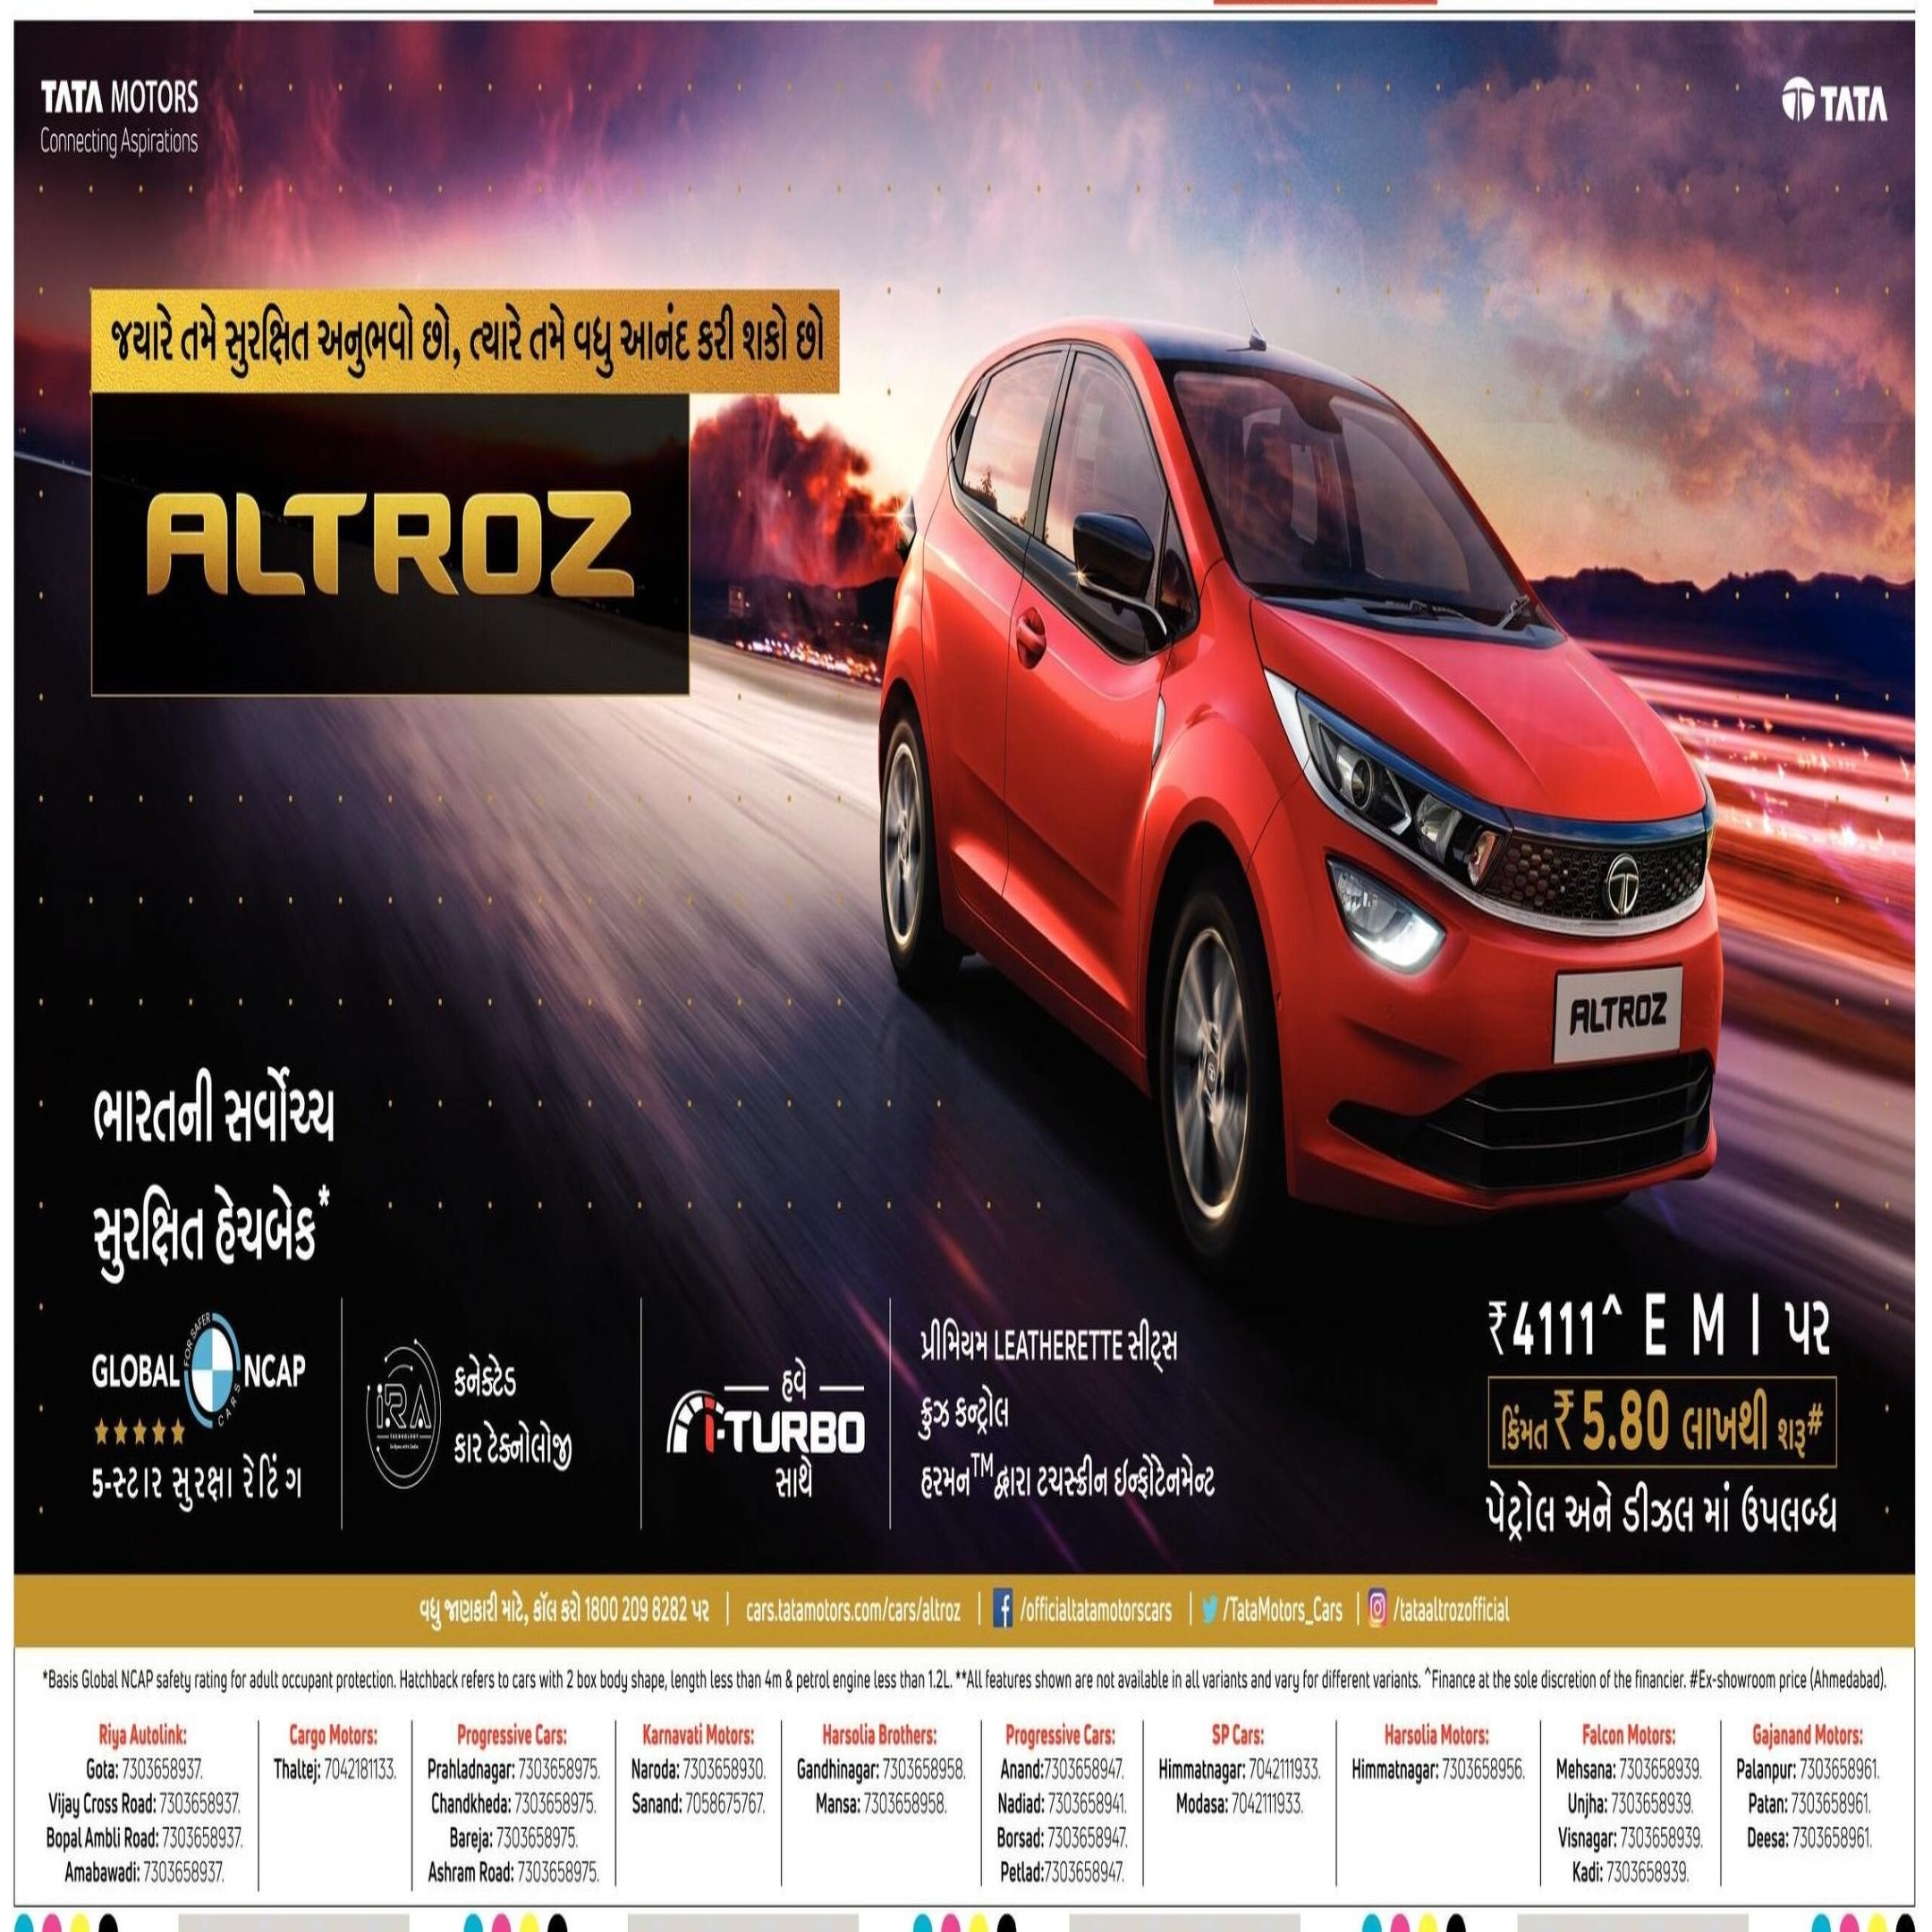 TATA MOTORS
Connecting Aspirations
TATA
જયારે તમે સુરક્ષિત અનુભવો છો, ત્યારે તમે વધુ આનંદ કરી શકો છો
ALTROZ
ALTROZ
ભારતની સર્વોચ્ચ
સુરક્ષિત હેચબેક*
GLOBAL NCAP
FOR SAFER CARS
5-સ્ટાર સુરક્ષા રેટિંગ
iRA
TECHNOLOGY
કનેક્ટેડ
કાર ટેક્નોલોજી
હવે
i-TURBO
સાથે
પ્રીમિયમ LEATHERETTE સીટ્સ
ક્રુઝ કન્ટ્રોલ
હરમન™ દ્વારા ટચસ્ક્રીન ઈન્ફોટેનમેન્ટ
₹4111^ E M I પર
કિંમત ₹ 5.80 લાખથી શરૂ#
પેટ્રોલ અને ડીઝલ માં ઉપલબ્ધ
વધુ જાણકારી માટે, કૉલ કરો 1800 209 8282 પર | cars.tatamotors.com/cars/altroz | /officialtatamotorscars | /TataMotors_Cars | /tataaltrozofficial
*Basis Global NCAP safety rating for adult occupant protection. Hatchback refers to cars with 2 box body shape, length less than 4m & petrol engine less than 1.2L. **All features shown are not available in all variants and vary for different variants. ^Finance at the sole discretion of the financier. #Ex-showroom price (Ahmedabad).
Riya Autolink:
Gota: 7303658937.
Vijay Cross Road: 7303658937.
Bopal Ambli Road: 7303658937.
Amabawadi: 7303658937.
Cargo Motors:
Thaltej: 7042181133.
Progressive Cars:
Prahladnagar: 7303658975.
Chandkheda: 7303658975.
Bareja: 7303658975.
Ashram Road: 7303658975.
Karnavati Motors:
Naroda: 7303658930.
Sanand: 7058675767.
Harsolia Brothers:
Gandhinagar: 7303658958.
Mansa: 7303658958.
Progressive Cars:
Anand:7303658947.
Nadiad: 7303658941.
Borsad: 7303658947.
Petlad:7303658947.
SP Cars:
Himmatnagar: 7042111933.
Modasa: 7042111933.
Harsolia Motors:
Himmatnagar: 7303658956.
Falcon Motors:
Mehsana: 7303658939.
Unjha: 7303658939.
Visnagar: 7303658939.
Kadi: 7303658939.
Gajanand Motors:
Palanpur: 7303658961.
Patan: 7303658961.
Deesa: 7303658961.